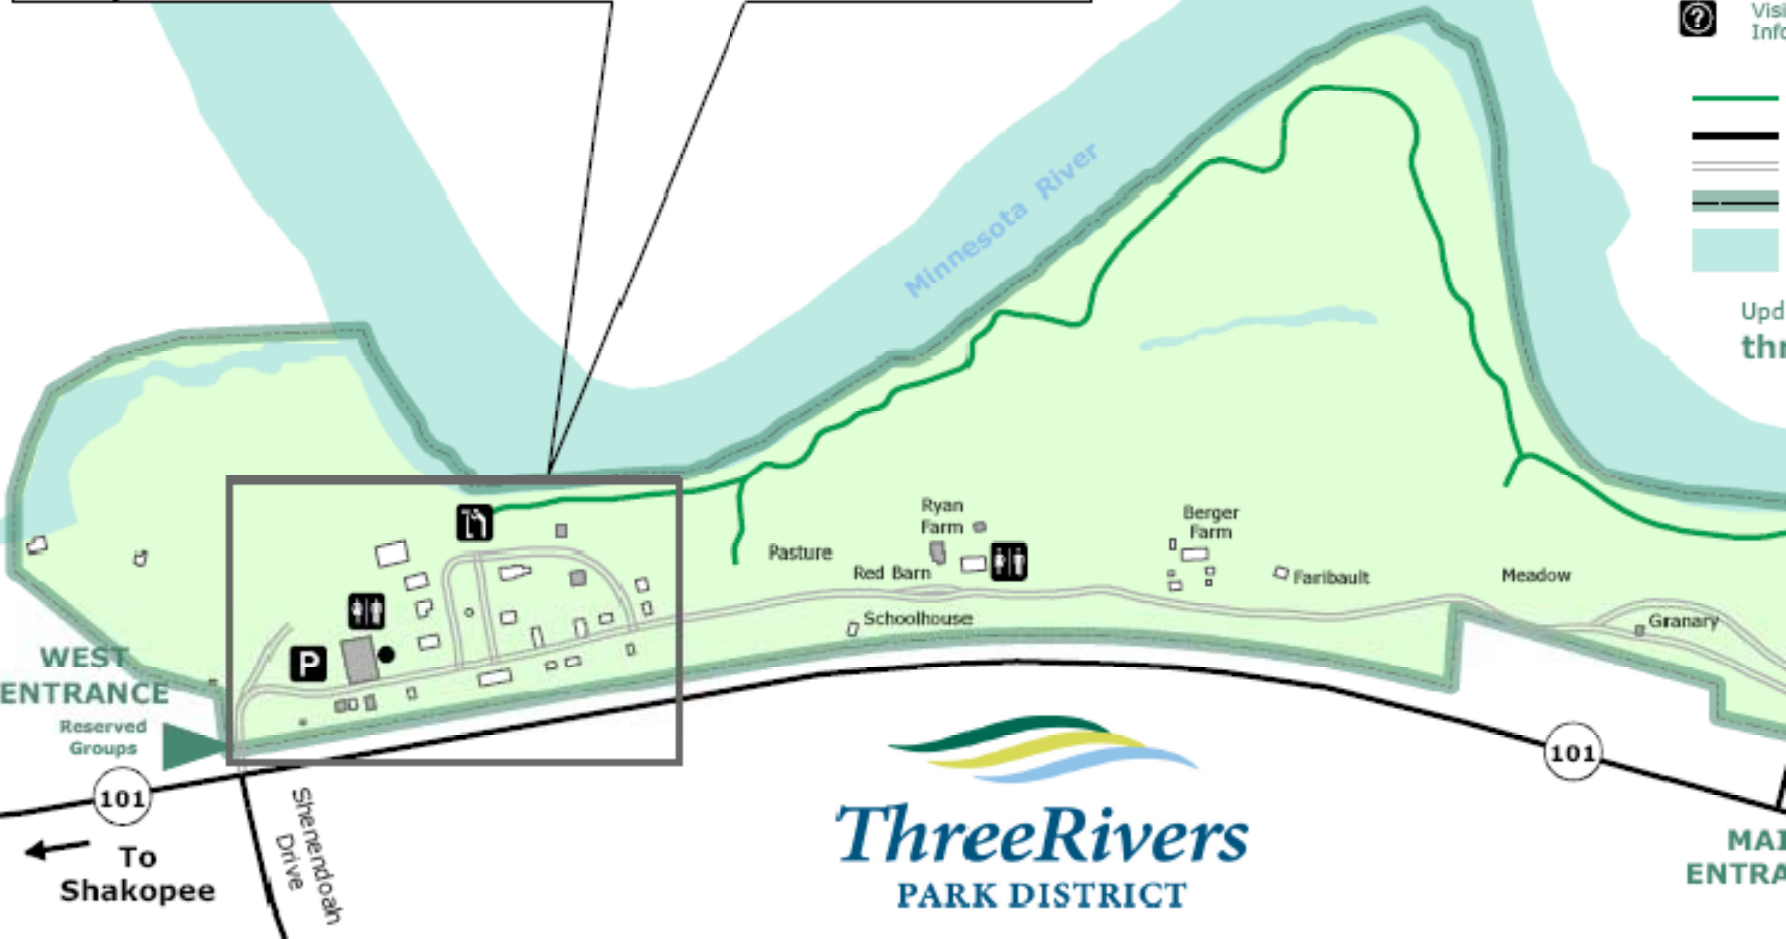 Minnesota River
Ryan
Farm
Berger
Farm
Pasture
Red Barn
Faribault
Meadow
Schoolhouse
Granary
P
WEST
ENTRANCE
Reserved
Groups
101
101
To
Shakopee
Shenendoah
Drive
ThreeRivers
PARK DISTRICT
?